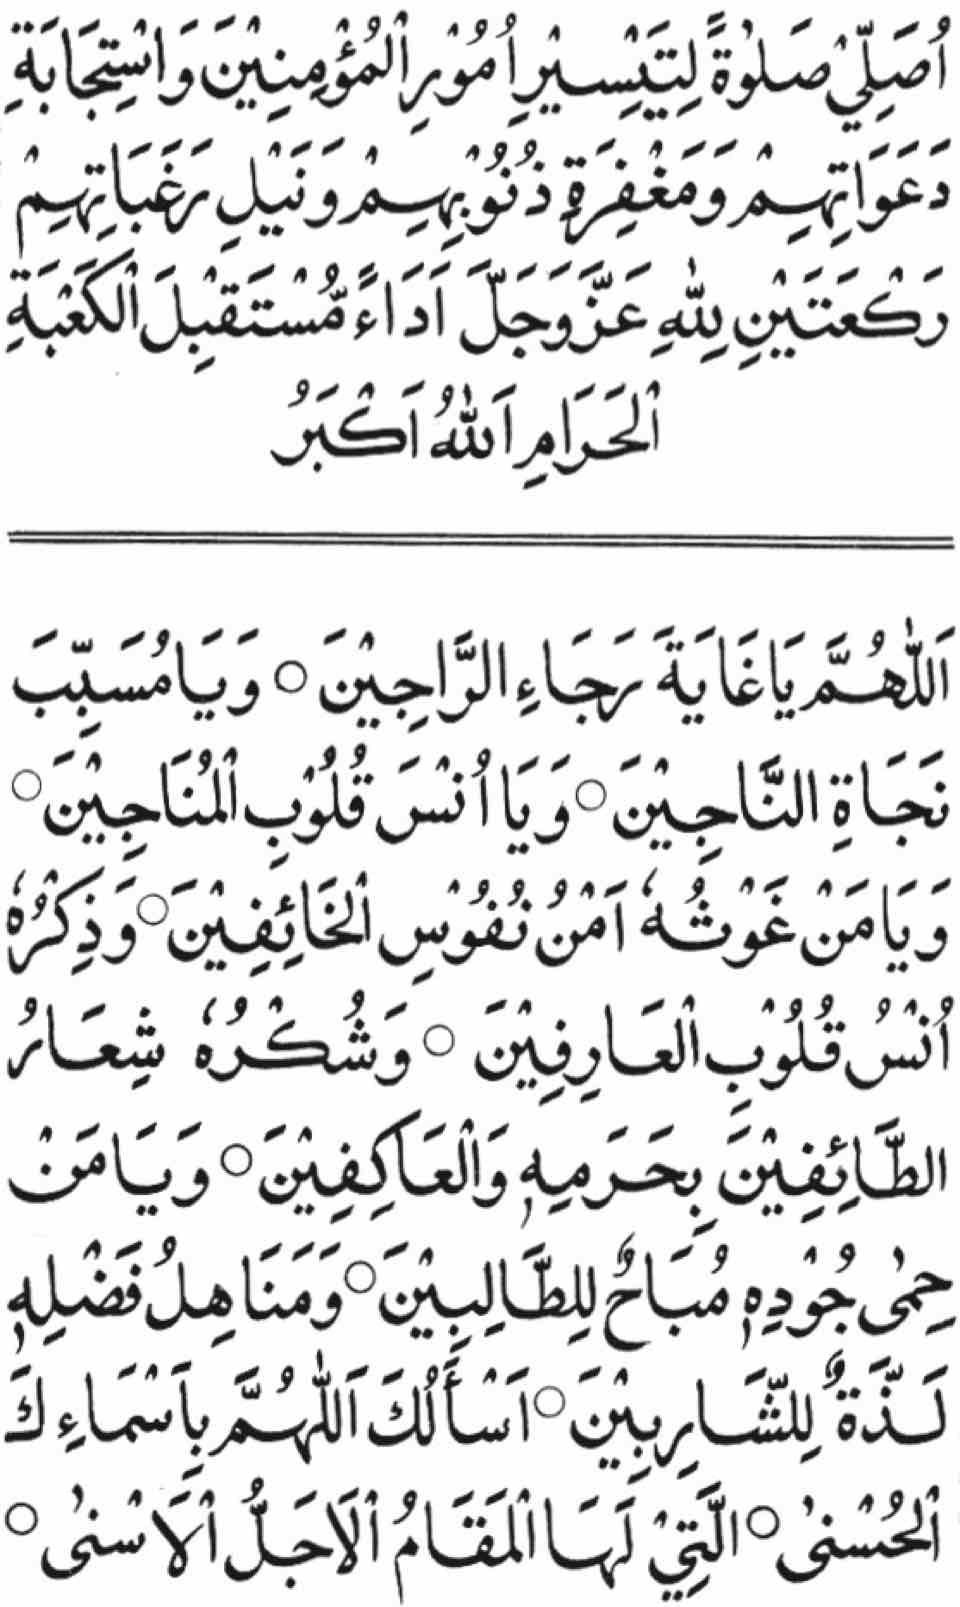 اُصَلِّيْ صَلٰوةً لِتَيْسِيْرِ اُمُوْرِ الْمُؤْمِنِيْنَ وَاسْتِجَابَةِ
دَعَوَاتِهِمْ وَمَغْفِرَةِ ذُنُوْبِهِمْ وَنَيْلِ رَغَبَاتِهِمْ
رَكْعَتَيْنِ لِلّٰهِ عَزَّ وَجَلَّ اَدَاءً مُّسْتَقْبِلَ الْكَعْبَةِ
الْحَرَامِ اَللّٰهُ اَكْبَرُ
اَللّٰهُمَّ يَا غَايَةَ رَجَاءِ الرَّاجِيْنَ ○ وَيَا مُسَبِّبَ
نَجَاةِ النَّاجِيْنَ ○ وَيَا اُنْسَ قُلُوْبِ الْمُنَاجِيْنَ ○
وَيَا مَنْ غَوْثُهٗ اَمْنُ نُفُوْسِ الْخَائِفِيْنَ ○ وَذِكْرُهٗ
اُنْسُ قُلُوْبِ الْعَارِفِيْنَ ○ وَشُكْرُهٗ شِعَارُ
الطَّائِفِيْنَ بِحَرَمِهٖ وَالْعَاكِفِيْنَ ○ وَيَا مَنْ
حِمٰى جُوْدِهٖ مُبَاحٌ لِلطَّالِبِيْنَ ○ وَمَنَاهِلُ فَضْلِهٖ
لَذَّةٌ لِلشَّارِبِيْنَ ○ اَسْأَلُكَ اَللّٰهُمَّ بِاَسْمَاءِكَ
الْحُسْنٰى ○ الَّتِيْ لَهَا الْمَقَامُ الْاَجَلُّ الْاَسْنٰى ○